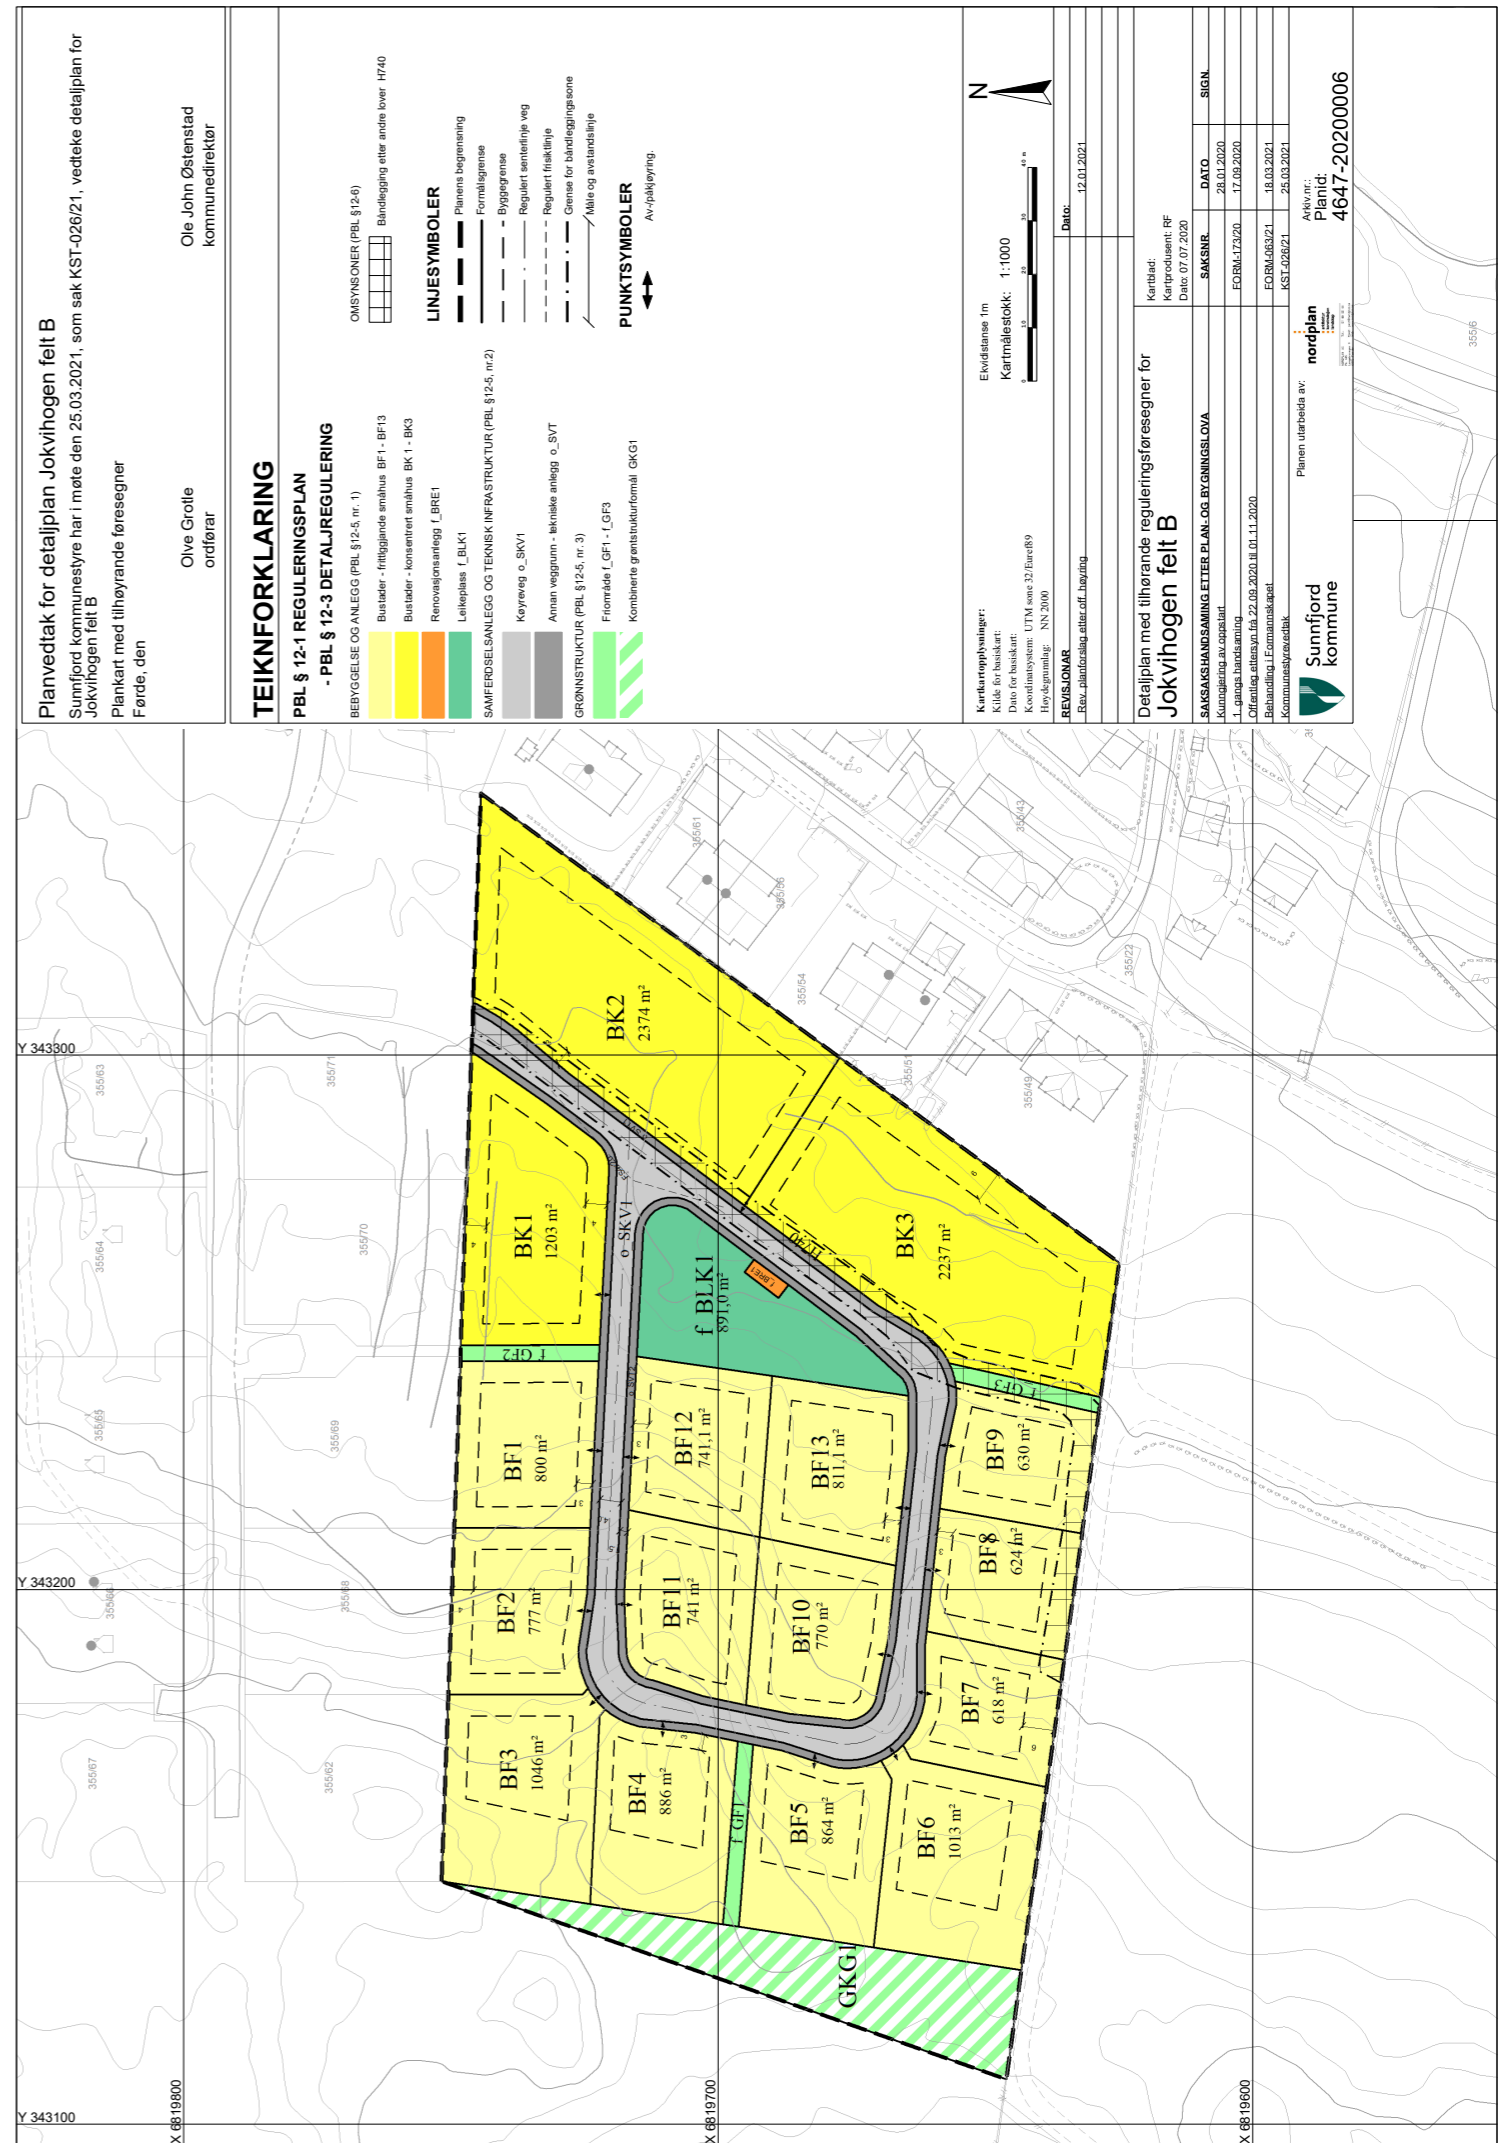 Planvedtak for detaljplan Jokvihogen felt B
Sunnfjord kommunestyre har i møte den 25.03.2021, som sak KST-026/21, vedteke detaljplan for
Jokvihogen felt B
Plankart med tilhøyrande føresegner
Førde, den
Olve Grotle
ordførar
Ole John Østenstad
kommunedirektør
TEIKNFORKLARING
PBL § 12-1 REGULERINGSPLAN
- PBL § 12-3 DETALJREGULERING
BEBYGGELSE OG ANLEGG (PBL §12-5, nr. 1)
Bustader - frittliggjande småhus BF1 - BF13
Bustader - konsentrert småhus BK 1 - BK3
Renovasjonsanlegg f_BRE1
Leikeplass f_BLK1
SAMFERDSELSANLEGG OG TEKNISK INFRASTRUKTUR (PBL §12-5, nr.2)
Køyreveg o_SKV1
Annan veggrunn - tekniske anlegg o_SVT
GRØNNSTRUKTUR (PBL §12-5, nr. 3)
Friområde f_GF1 - f_GF3
Kombinerte grøntstrukturformål GKG1
OMSYNSSONER (PBL §12-6)
Båndlegging etter andre lover H740
LINJESYMBOLER
Planens begrensning
Formålsgrense
Byggegrense
Regulert senterlinje veg
Regulert frisiktlinje
Grense for båndleggingssone
Måle og avstandslinje
PUNKTSYMBOLER
Av-/påkjøyring.
Kartkartopplysninger:
Kilde for basiskart:
Dato for basiskart:
Koordinatsystem: UTM sone 32/Euref89
Høydegrunnlag: NN 2000
Ekvidistanse 1m
Kartmålestokk: 1:1000
0 10 20 30 40 m
N
REVISJONAR
Dato:
Rev. planforslag etter off. høyring
12.01.2021
Detaljplan med tilhørande reguleringsføresegner for
Jokvihogen felt B
Kartblad:
Kartprodusent: RF
Dato: 07.07.2020
SAKSAKSHANDSAMING ETTER PLAN- OG BYGNINGSLOVA
SAKSNR.
DATO
SIGN.
Kunngjering av oppstart
28.01.2020
1. gangs handsaming
FORM-173/20
17.09.2020
Offentleg ettersyn frå 22.09.2020 til 01.11.2020
Behandling i Formannskapet
FORM-063/21
18.03.2021
Kommunestyrevedtak
KST-026/21
25.03.2021
Sunnfjord
kommune
Planen utarbeida av:
nordplan
Arkiv.nr.:
Planid:
4647-20200006
Y 343300
Y 343200
Y 343100
X 6819800
X 6819700
X 6819600
BK1
1203 m²
BK2
2374 m²
BK3
2237 m²
f_BLK1
891,0 m²
f_BRE1
o_SKV1
H740
f_GF2
f_GF3
f_GF1
BF1
800 m²
BF2
777 m²
BF3
1046 m²
BF4
886 m²
BF5
864 m²
BF6
1013 m²
BF7
618 m²
BF8
624 m²
BF9
630 m²
BF10
770 m²
BF11
741 m²
BF12
741,1 m²
BF13
811,1 m²
GKG1
o_SVT2
355/63
355/64
355/65
355/66
355/67
355/71
355/70
355/69
355/68
355/62
355/61
355/56
355/54
355/51
355/49
355/43
355/22
355/6